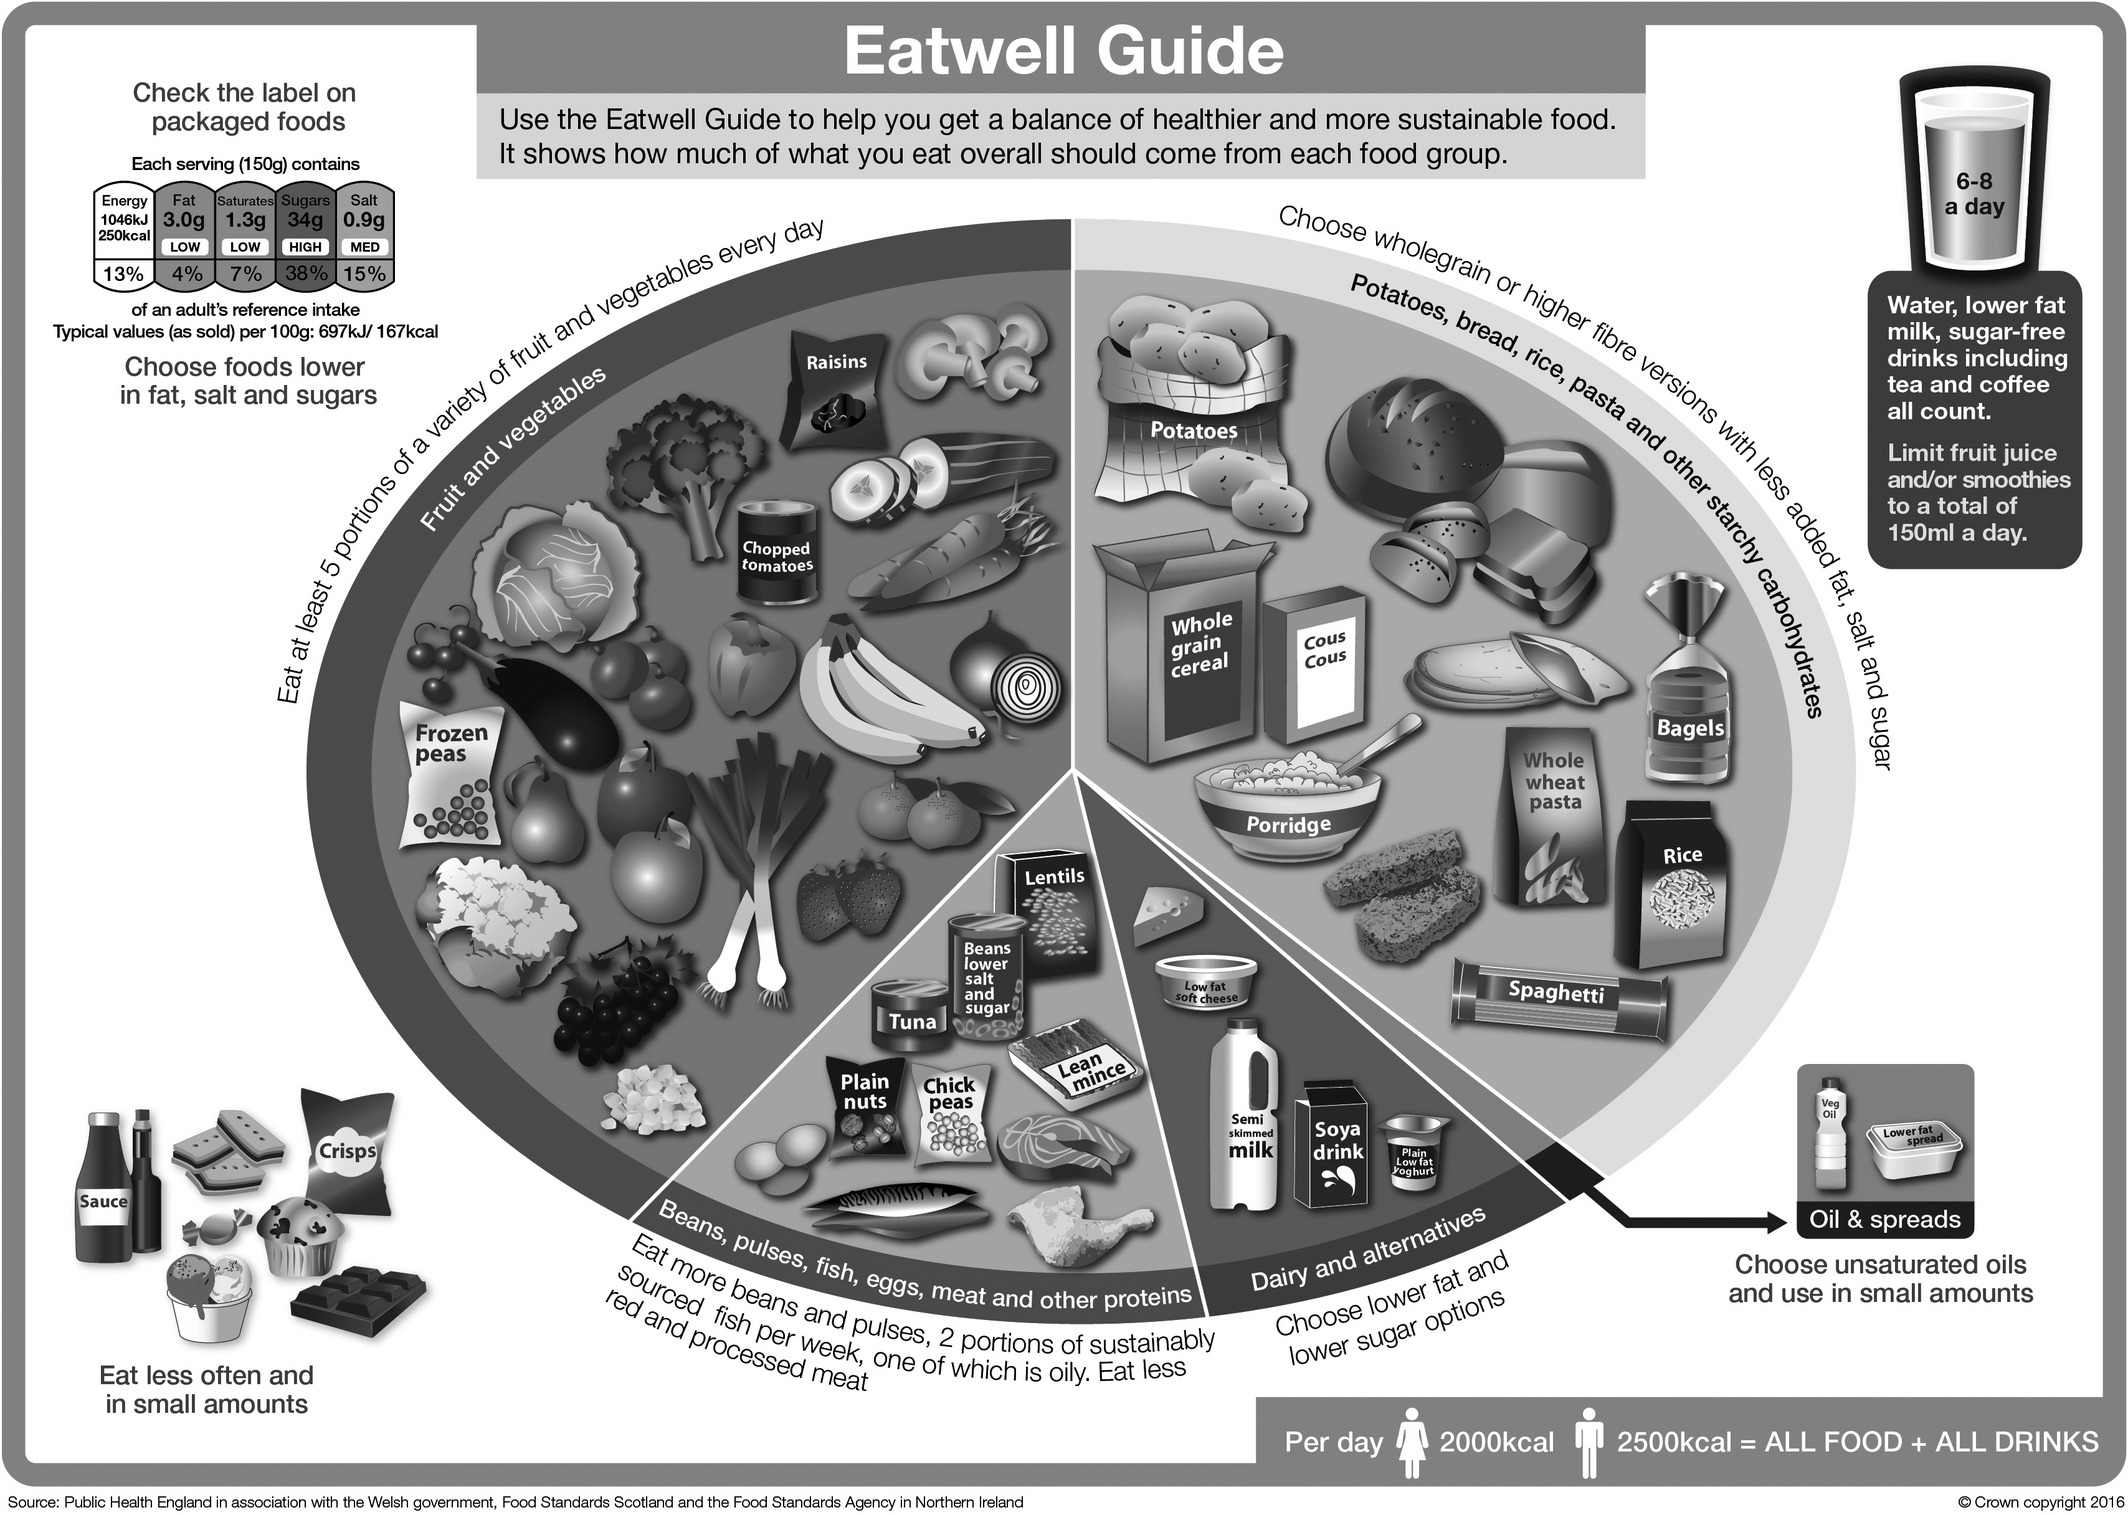 Eatwell Guide
Use the Eatwell Guide to help you get a balance of healthier and more sustainable food.
It shows how much of what you eat overall should come from each food group.
Check the label on
packaged foods
Each serving (150g) contains
Energy
1046kJ
250kcal
13%
Fat
3.0g
LOW
4%
Saturates
1.3g
LOW
7%
Sugars
34g
HIGH
38%
Salt
0.9g
MED
15%
of an adult's reference intake
Typical values (as sold) per 100g: 697kJ/ 167kcal
Choose foods lower
in fat, salt and sugars
6-8
a day
Water, lower fat
milk, sugar-free
drinks including
tea and coffee
all count.
Limit fruit juice
and/or smoothies
to a total of
150ml a day.
Eat at least 5 portions of a variety of fruit and vegetables every day
Fruit and vegetables
Raisins
Chopped
tomatoes
Frozen
peas
Choose wholegrain or higher fibre versions with less added fat, salt and sugar
Potatoes, bread, rice, pasta and other starchy carbohydrates
Potatoes
Whole
grain
cereal
Cous
Cous
Bagels
Porridge
Whole
wheat
pasta
Rice
Spaghetti
Lentils
Beans
lower
salt
and
sugar
Tuna
Plain
nuts
Chick
peas
Lean
mince
Beans, pulses, fish, eggs, meat and other proteins
Eat more beans and pulses, 2 portions of sustainably
sourced fish per week, one of which is oily. Eat less
red and processed meat
Low fat
soft cheese
Semi
skimmed
milk
Soya
drink
Plain
Low fat
yoghurt
Dairy and alternatives
Choose lower fat and
lower sugar options
Veg
Oil
Lower fat
spread
Oil & spreads
Choose unsaturated oils
and use in small amounts
Sauce
Crisps
Eat less often and
in small amounts
Per day 2000kcal 2500kcal = ALL FOOD + ALL DRINKS
Source: Public Health England in association with the Welsh government, Food Standards Scotland and the Food Standards Agency in Northern Ireland
© Crown copyright 2016